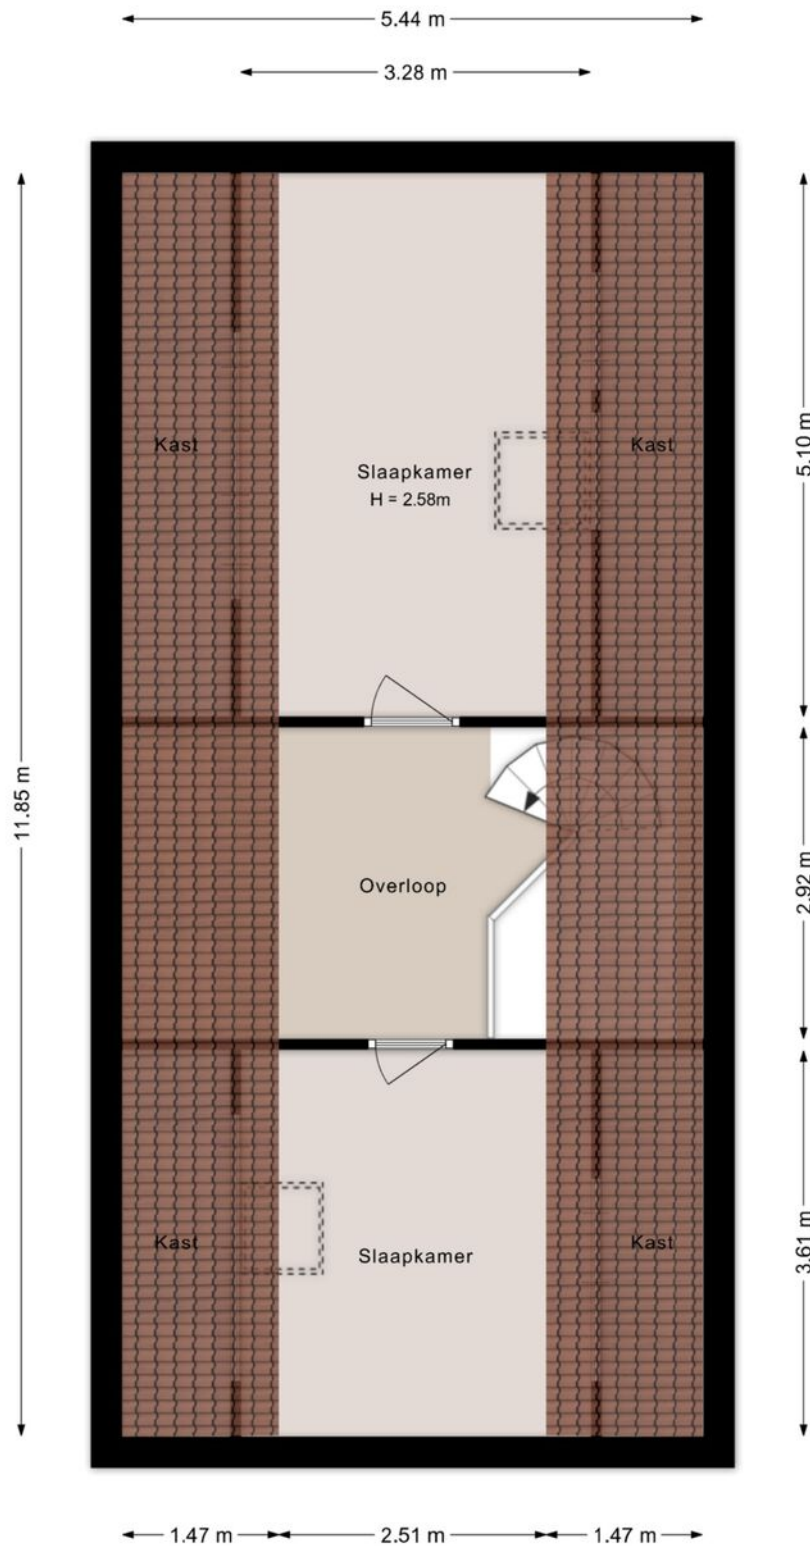 5.44 m
3.28 m
Kast
Slaapkamer
H = 2.58m
Kast
5.10 m
11.85 m
Overloop
2.92 m
Kast
Slaapkamer
Kast
3.61 m
1.47 m
2.51 m
1.47 m